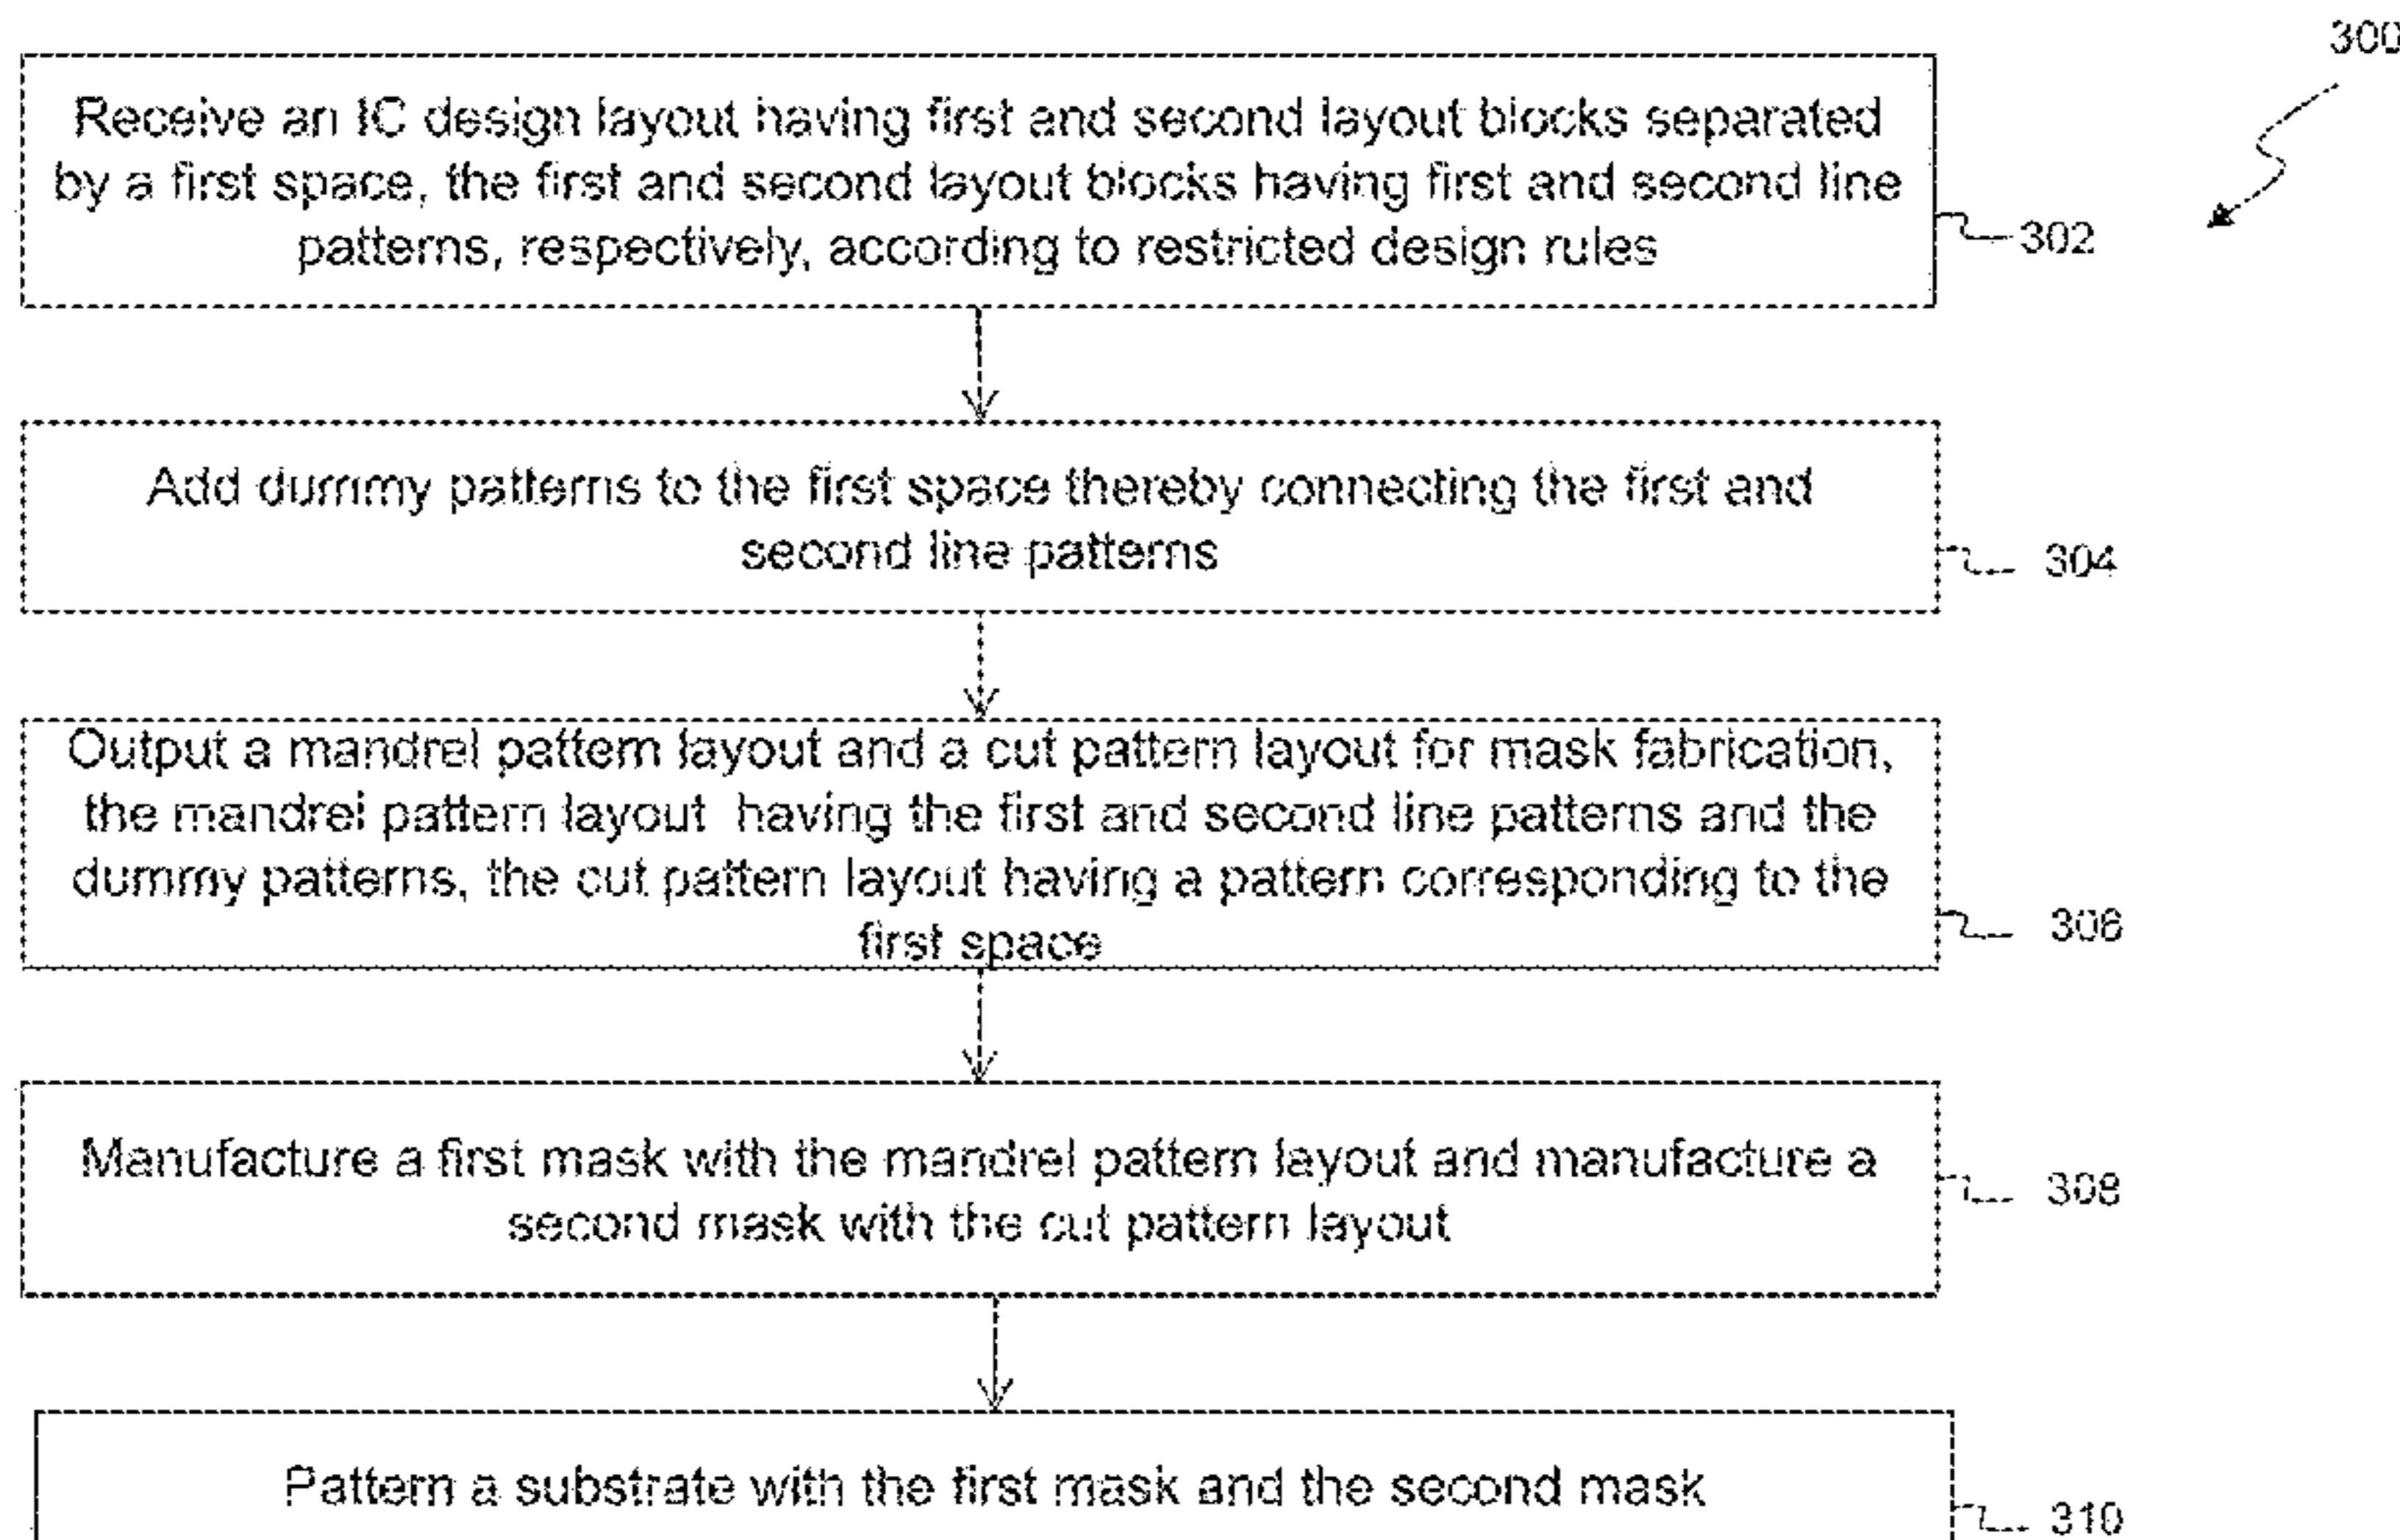 300
Receive an IC design layout having first and second layout blocks separated
by a first space, the first and second layout blocks having first and second line
patterns, respectively, according to restricted design rules
302
Add dummy patterns to the first space thereby connecting the first and
second line patterns
304
Output a mandrel pattern layout and a cut pattern layout for mask fabrication,
the mandrel pattern layout having the first and second line patterns and the
dummy patterns, the cut pattern layout having a pattern corresponding to the
first space
306
Manufacture a first mask with the mandrel pattern layout and manufacture a
second mask with the cut pattern layout
308
Pattern a substrate with the first mask and the second mask
310